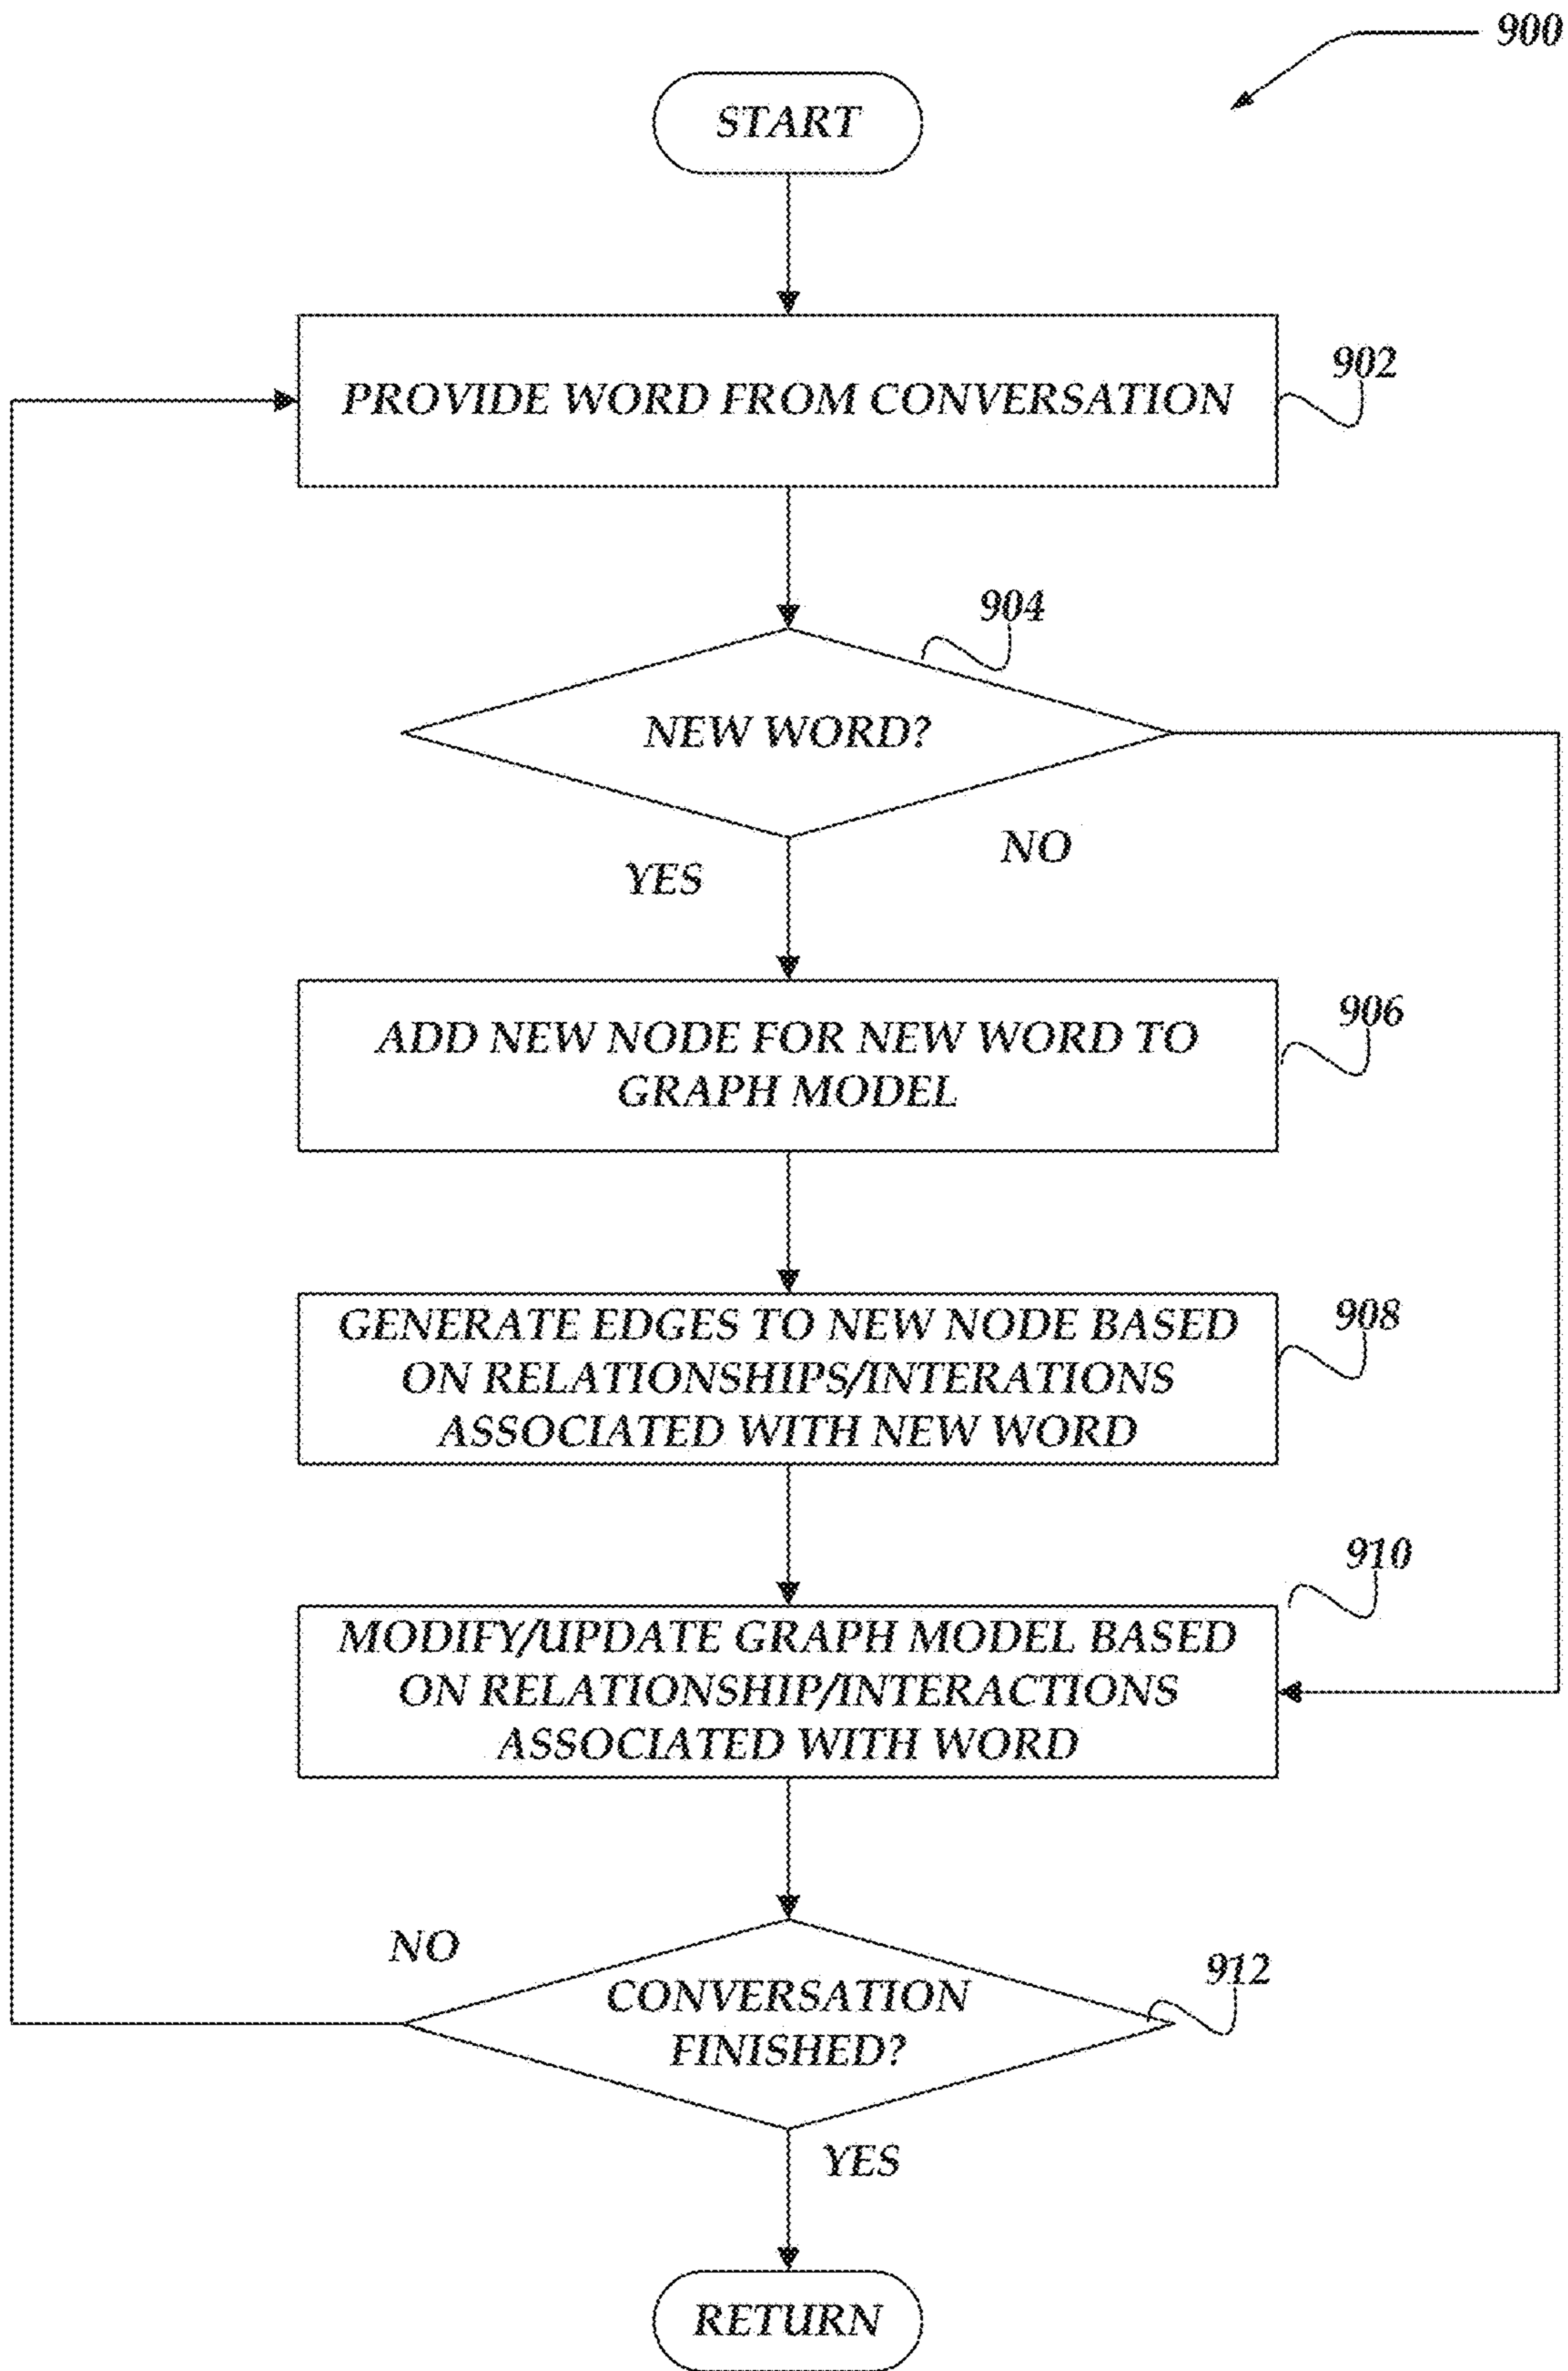 900
START
PROVIDE WORD FROM CONVERSATION
902
904
NEW WORD?
NO
YES
ADD NEW NODE FOR NEW WORD TO
GRAPH MODEL
906
GENERATE EDGES TO NEW NODE BASED
ON RELATIONSHIPS/INTERATIONS
ASSOCIATED WITH NEW WORD
908
910
MODIFY/UPDATE GRAPH MODEL BASED
ON RELATIONSHIP/INTERACTIONS
ASSOCIATED WITH WORD
NO
912
CONVERSATION
FINISHED?
YES
RETURN